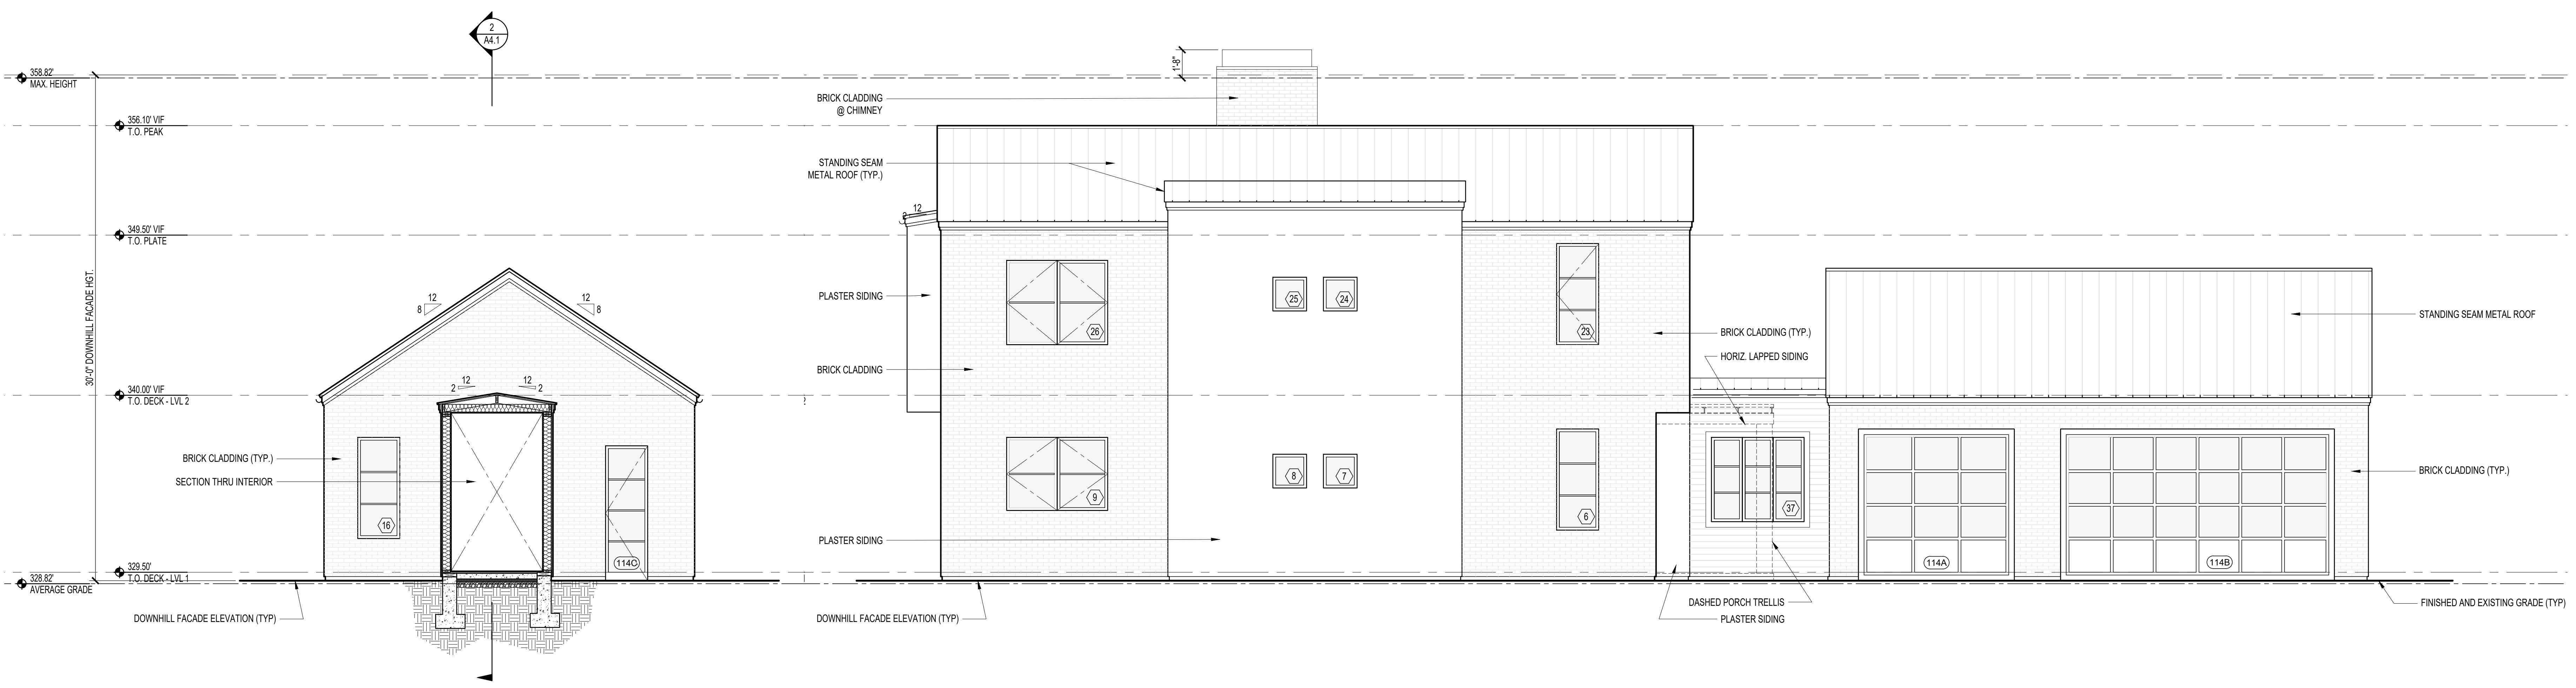 2
A4.1
358.82'
MAX. HEIGHT
356.10' VIF
T.O. PEAK
349.50' VIF
T.O. PLATE
340.00' VIF
T.O. DECK - LVL 2
329.50'
T.O. DECK - LVL 1
328.82'
AVERAGE GRADE
30'-0" DOWNHILL FACADE HGT.
12
8
12
8
12
2
12
2
BRICK CLADDING (TYP.)
SECTION THRU INTERIOR
16
114C
DOWNHILL FACADE ELEVATION (TYP)
1'-8"
BRICK CLADDING
@ CHIMNEY
STANDING SEAM
METAL ROOF (TYP.)
12
2
PLASTER SIDING
BRICK CLADDING
PLASTER SIDING
DOWNHILL FACADE ELEVATION (TYP)
26
25
24
23
9
8
7
6
37
BRICK CLADDING (TYP.)
HORIZ. LAPPED SIDING
DASHED PORCH TRELLIS
PLASTER SIDING
114A
114B
STANDING SEAM METAL ROOF
BRICK CLADDING (TYP.)
FINISHED AND EXISTING GRADE (TYP)